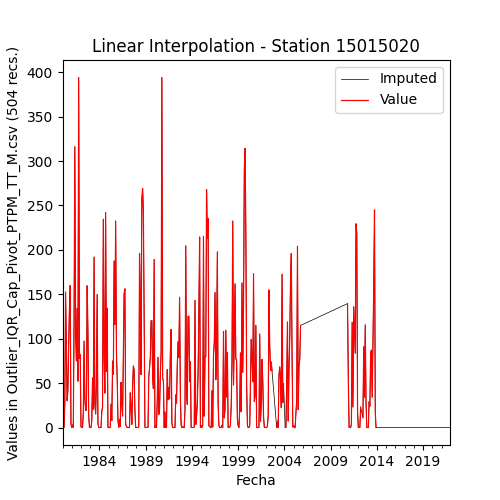 Linear Interpolation - Station 15015020
Values in Outlier_IQR_Cap_Pivot_PTPM_TT_M.csv (504 recs.)
400
350
300
250
200
150
100
50
0
Imputed
Value
1984 1989 1994 1999 2004 2009 2014 2019
Fecha